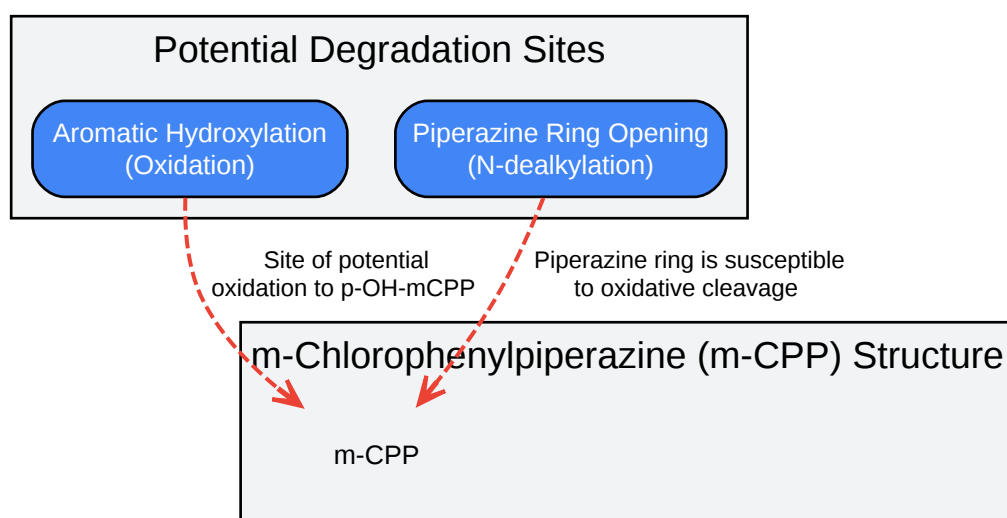 Potential Degradation Sites
Aromatic Hydroxylation
(Oxidation)
Piperazine Ring Opening
(N-dealkylation)
Site of potential
oxidation to p-OH-mCPP
Piperazine ring is susceptible
to oxidative cleavage
m-Chlorophenylpiperazine (m-CPP) Structure
m-CPP